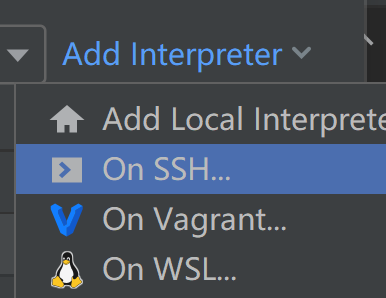 Add Interpreter
Add Local Interprete
On SSH...
On Vagrant...
On WSL...